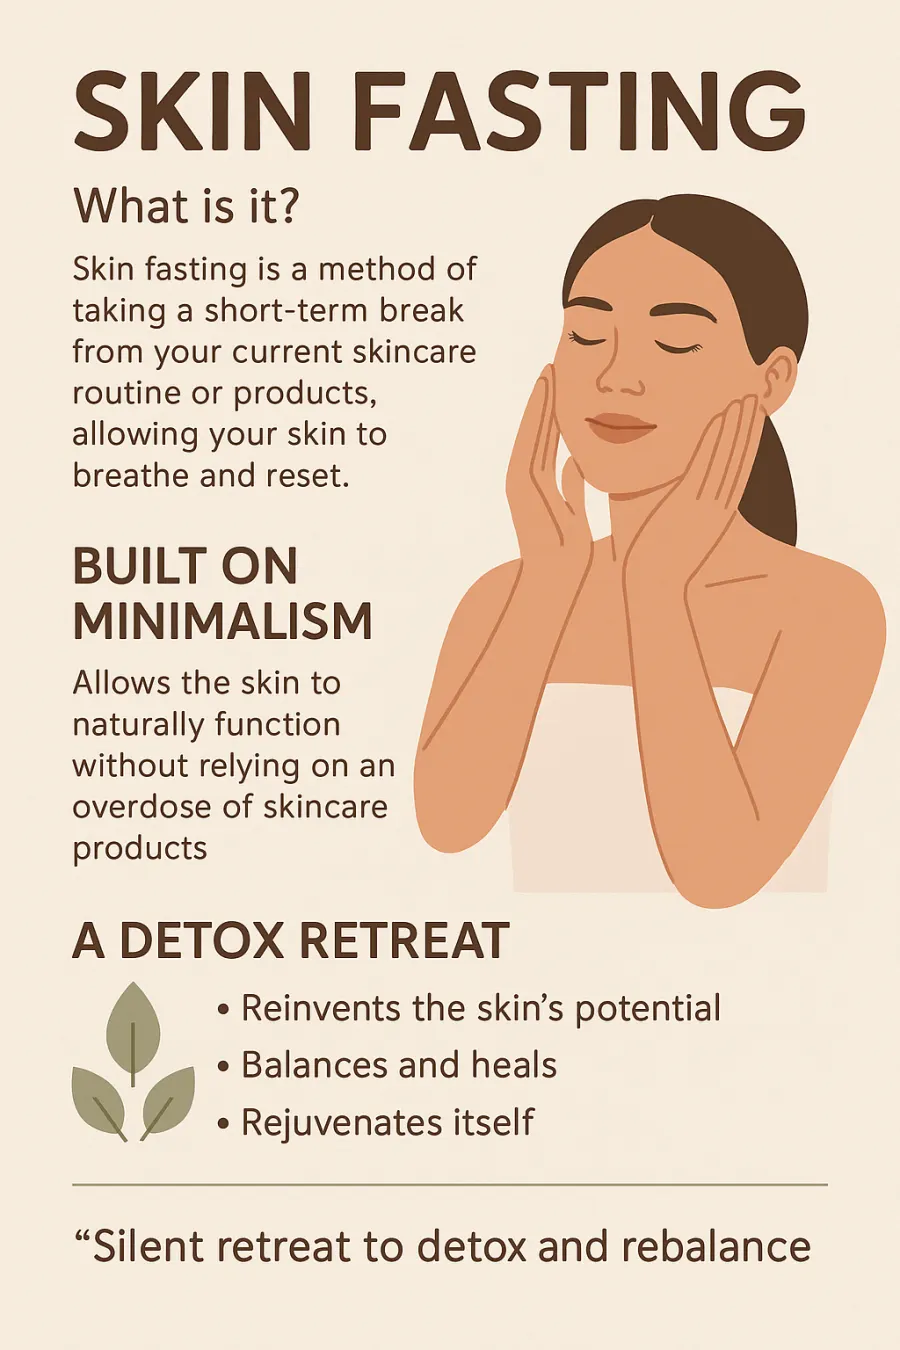 SKIN FASTING
What is it?
Skin fasting is a method of
taking a short-term break
from your current skincare
routine or products,
allowing your skin to
breathe and reset.
BUILT ON
MINIMALISM
Allows the skin to
naturally function
without relying on an
overdose of skincare
products
A DETOX RETREAT
• Reinvents the skin’s potential
• Balances and heals
• Rejuvenates itself
“Silent retreat to detox and rebalance